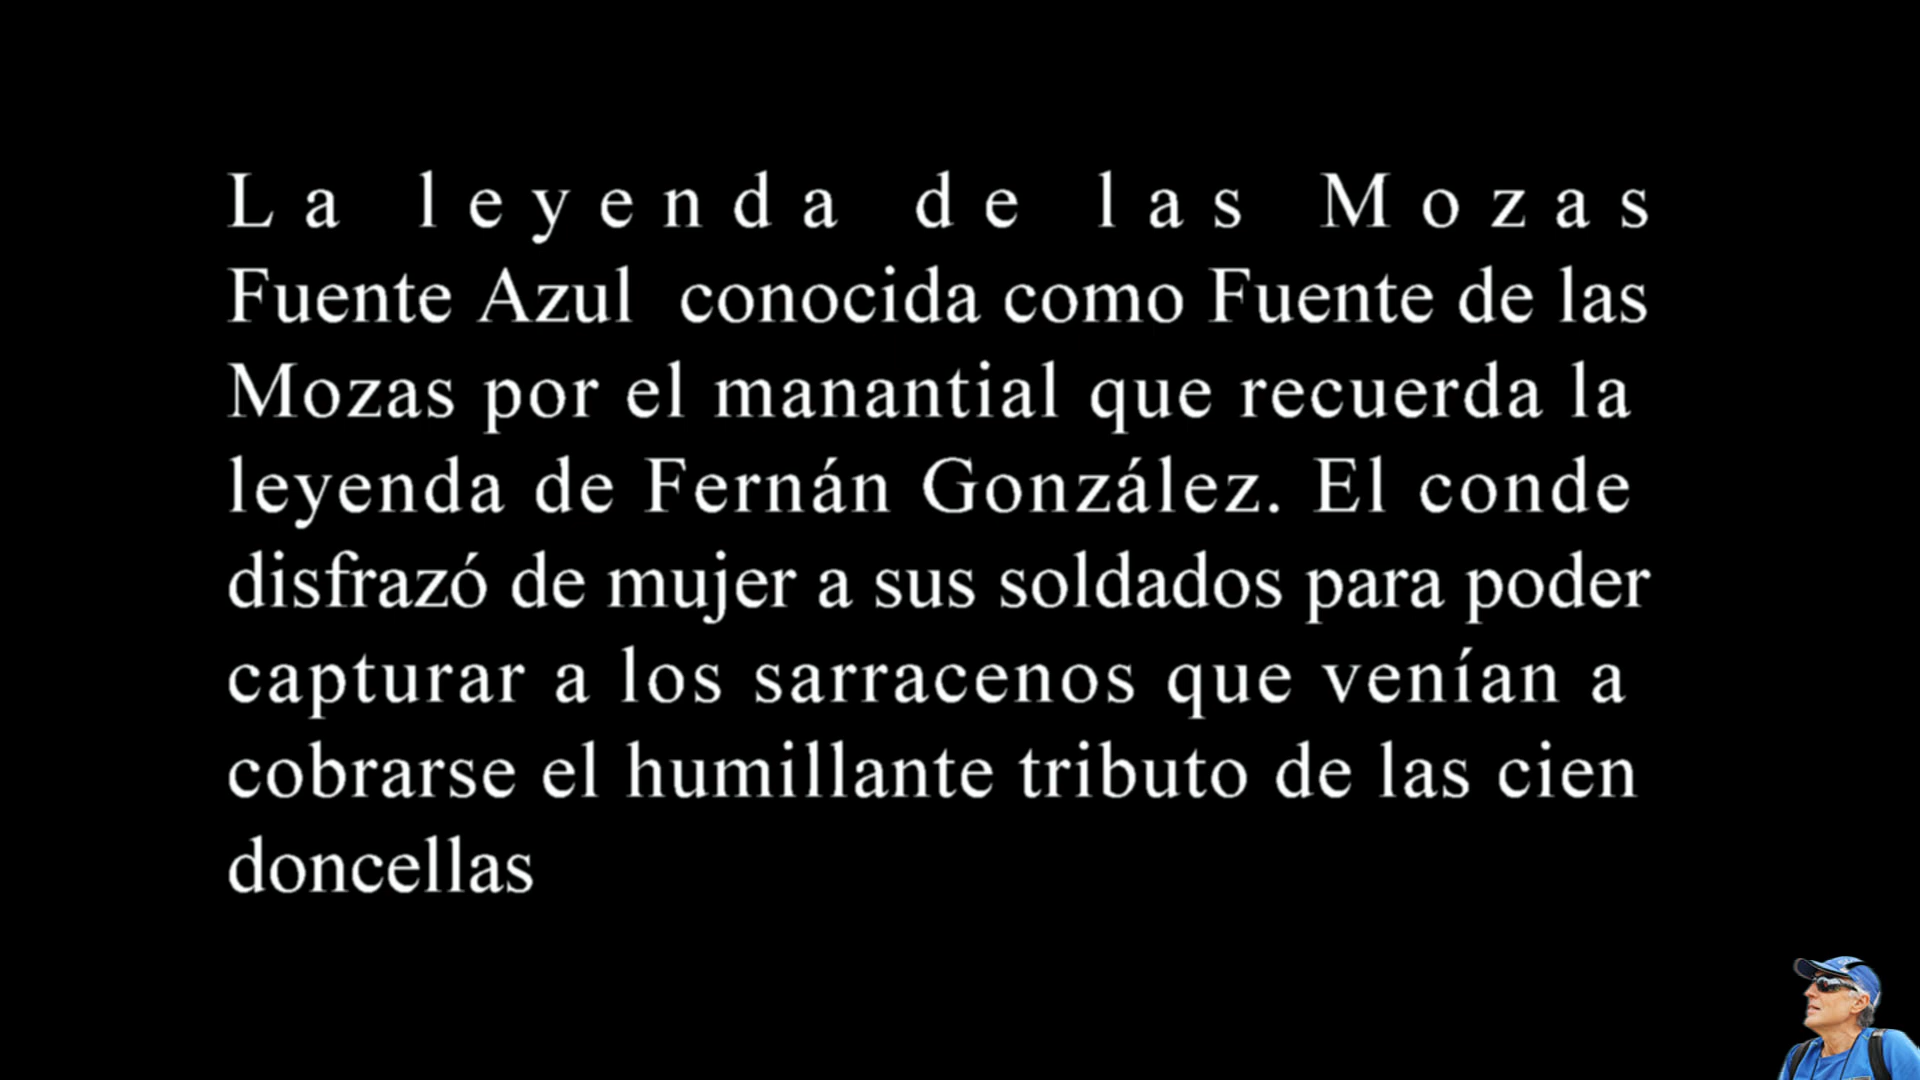 La leyenda de las Mozas
Fuente Azul conocida como Fuente de las
Mozas por el manantial que recuerda la
leyenda de Fernán González. El conde
disfrazó de mujer a sus soldados para poder
capturar a los sarracenos que venían a
cobrarse el humillante tributo de las cien
doncellas